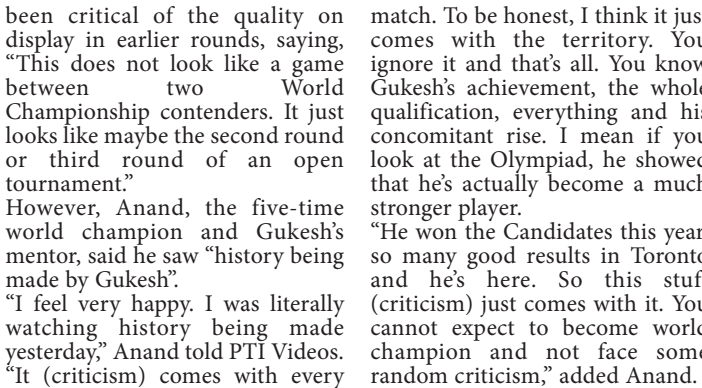 been critical of the quality on
display in earlier rounds, saying,
“This does not look like a game
between two World
Championship contenders. It just
looks like maybe the second round
or third round of an open
tournament.”
However, Anand, the five-time
world champion and Gukesh’s
mentor, said he saw “history being
made by Gukesh”.
“I feel very happy. I was literally
watching history being made
yesterday,” Anand told PTI Videos.
“It (criticism) comes with every
match. To be honest, I think it just
comes with the territory. You
ignore it and that’s all. You know
Gukesh’s achievement, the whole
qualification, everything and his
concomitant rise. I mean if you
look at the Olympiad, he showed
that he’s actually become a much
stronger player.
“He won the Candidates this year,
so many good results in Toronto
and he’s here. So this stuff
(criticism) just comes with it. You
cannot expect to become world
champion and not face some
random criticism,” added Anand.